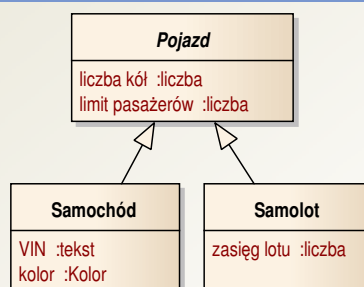 Pojazd
liczba kół :liczba
limit pasażerów :liczba
Samochód
VIN :tekst
kolor :Kolor
Samolot
zasięg lotu :liczba